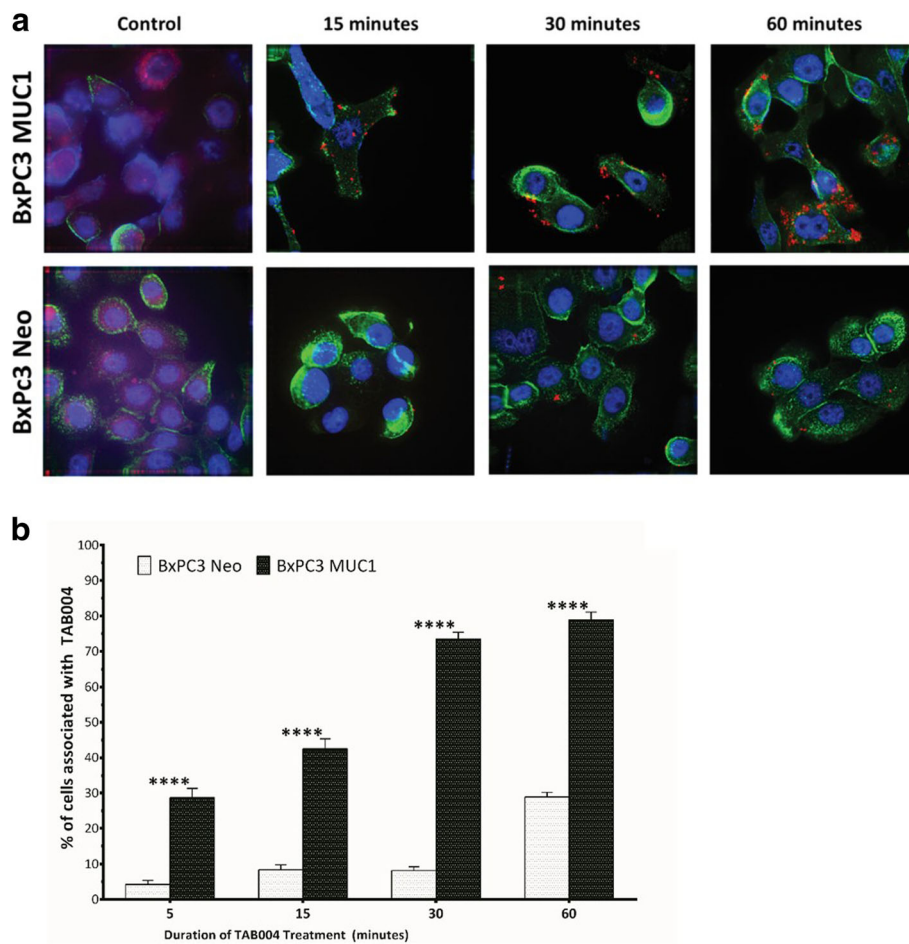 a
Control
15 minutes
30 minutes
60 minutes
BxPC3 MUC1
BxPc3 Neo
b
% of cells associated with TAB004
100
90
80
70
60
50
40
30
20
10
0
BxPC3 Neo
BxPC3 MUC1
****
****
****
****
5
15
30
60
Duration of TAB004 Treatment (minutes)